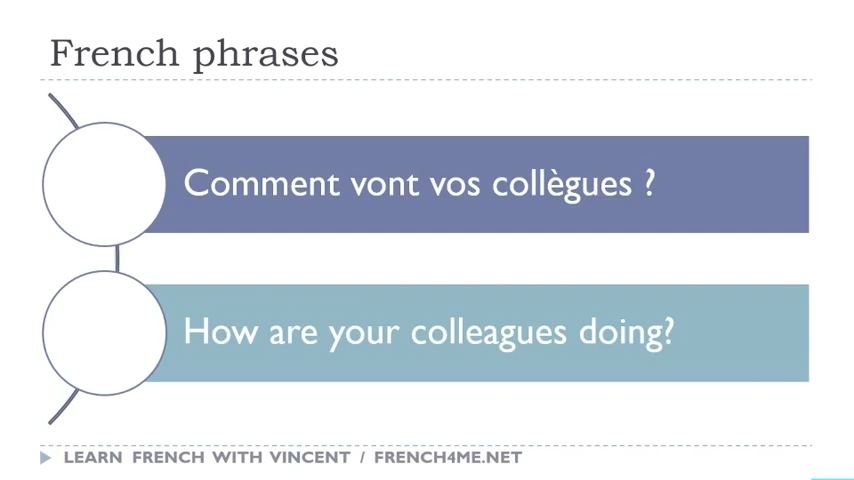 French phrases
Comment vont vos collègues ?
How are your colleagues doing?
LEARN FRENCH WITH VINCENT / FRENCH4ME.NET